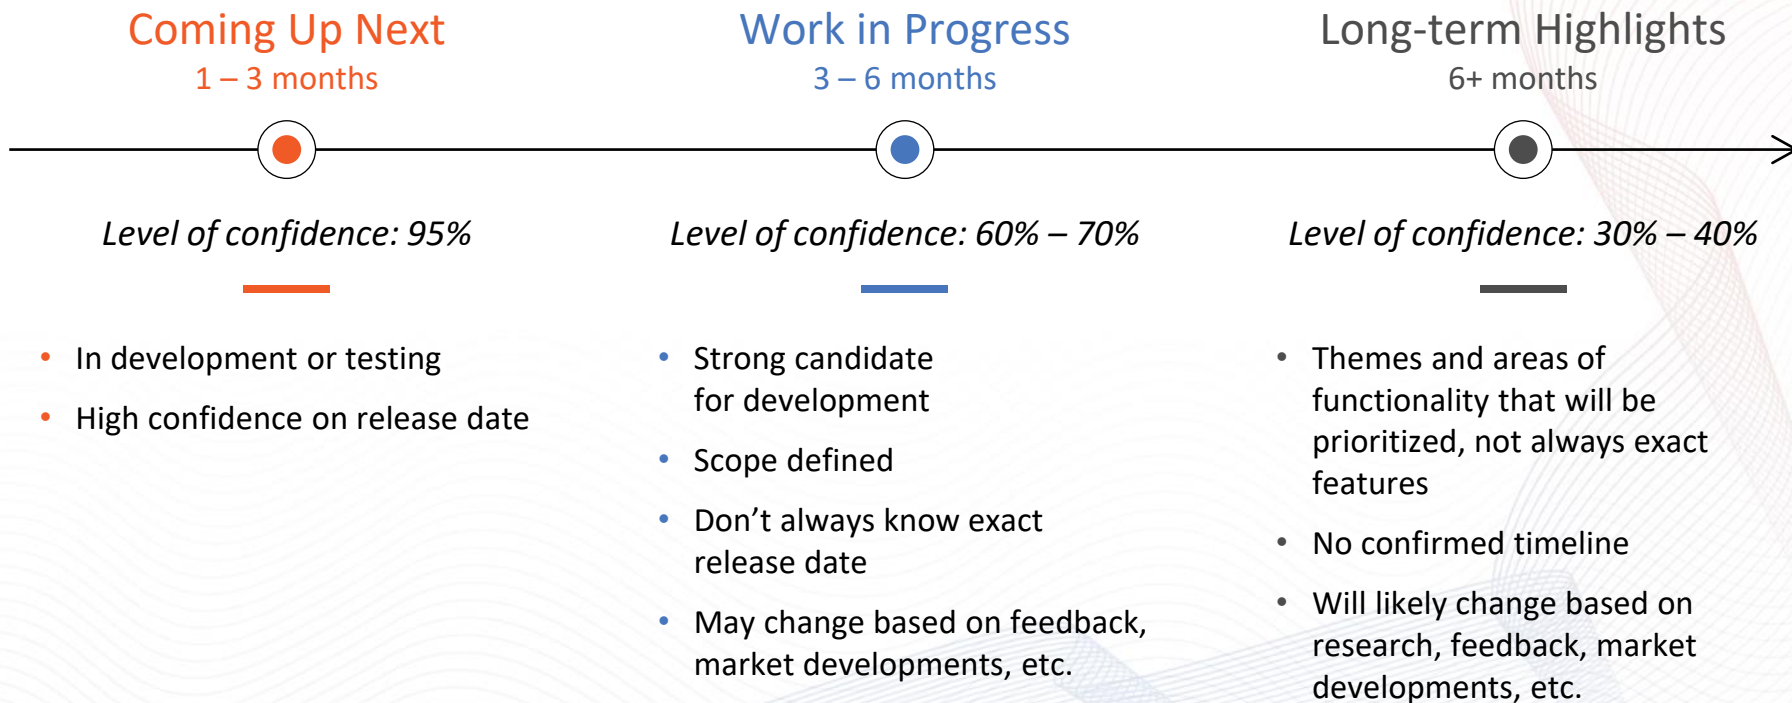 Coming Up Next
1 – 3 months
Level of confidence: 95%
• In development or testing
• High confidence on release date
Work in Progress
3 – 6 months
Level of confidence: 60% – 70%
• Strong candidate
for development
• Scope defined
• Don’t always know exact
release date
• May change based on feedback,
market developments, etc.
Long-term Highlights
6+ months
Level of confidence: 30% – 40%
• Themes and areas of
functionality that will be
prioritized, not always exact
features
• No confirmed timeline
• Will likely change based on
research, feedback, market
developments, etc.